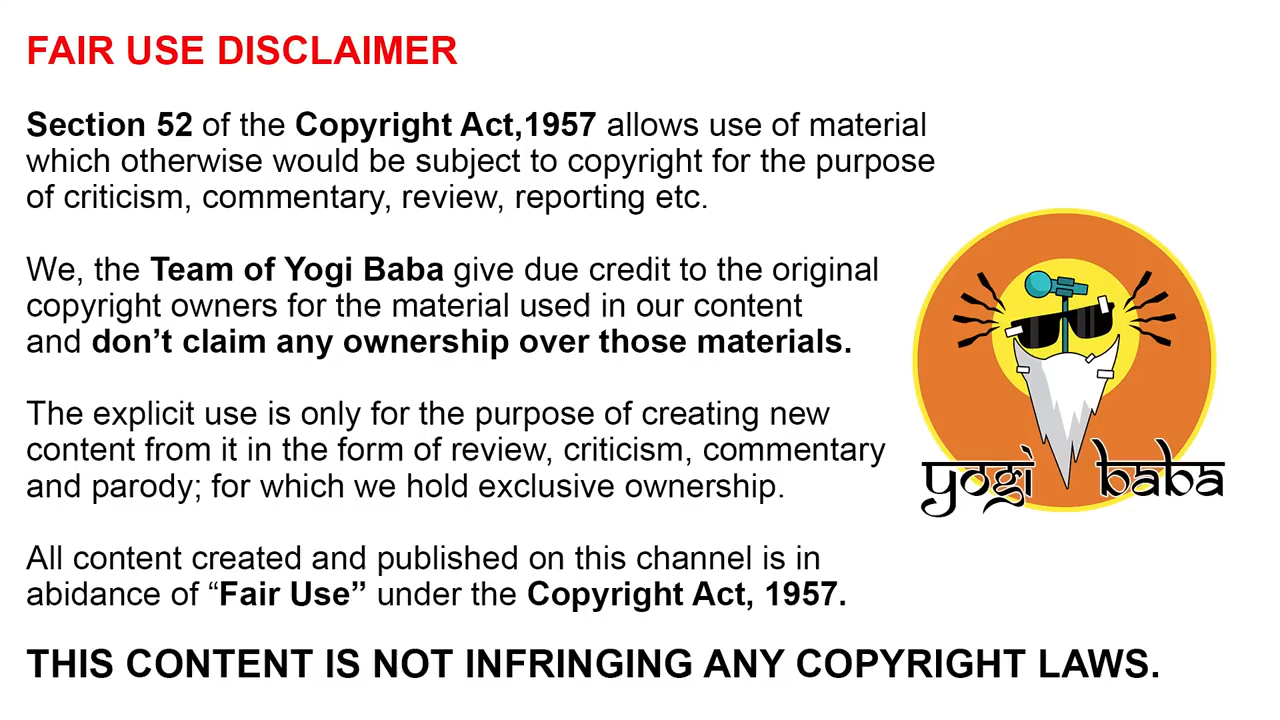 FAIR USE DISCLAIMER
Section 52 of the Copyright Act,1957 allows use of material
which otherwise would be subject to copyright for the purpose
of criticism, commentary, review, reporting etc.
We, the Team of Yogi Baba give due credit to the original
copyright owners for the material used in our content
and don’t claim any ownership over those materials.
The explicit use is only for the purpose of creating new
content from it in the form of review, criticism, commentary
and parody; for which we hold exclusive ownership.
yogi baba
All content created and published on this channel is in
abidance of “Fair Use” under the Copyright Act, 1957.
THIS CONTENT IS NOT INFRINGING ANY COPYRIGHT LAWS.